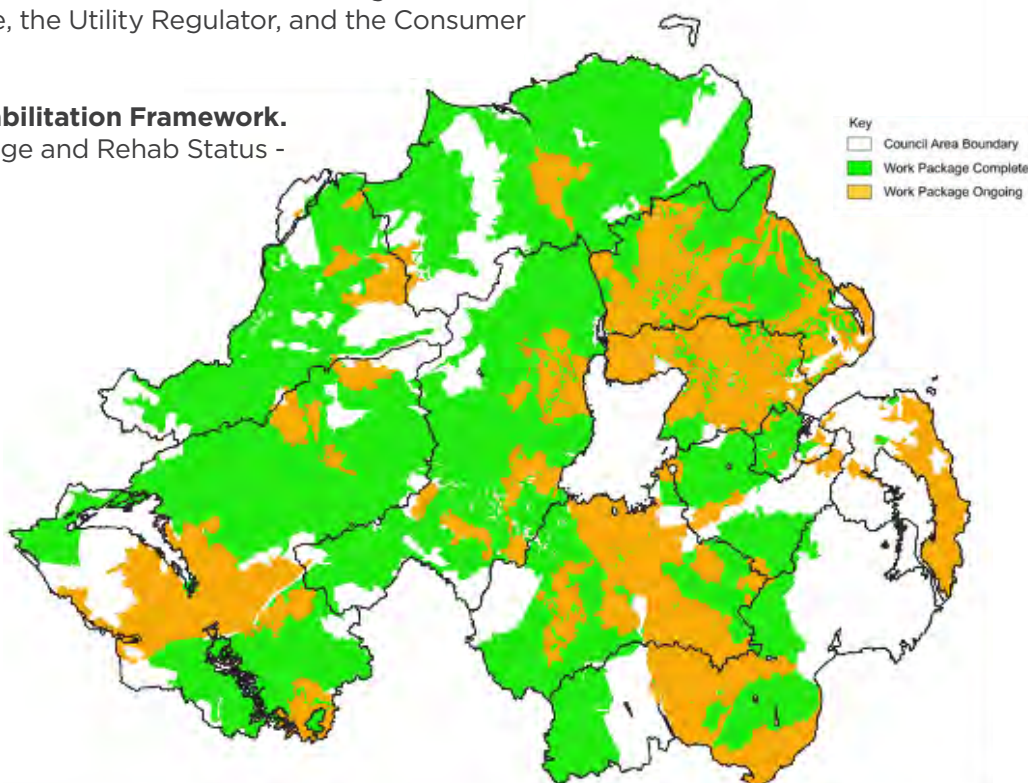 e, the Utility Regulator, and the Consumer
abilitation Framework.
ge and Rehab Status -
Key
Council Area Boundary
Work Package Complete
Work Package Ongoing